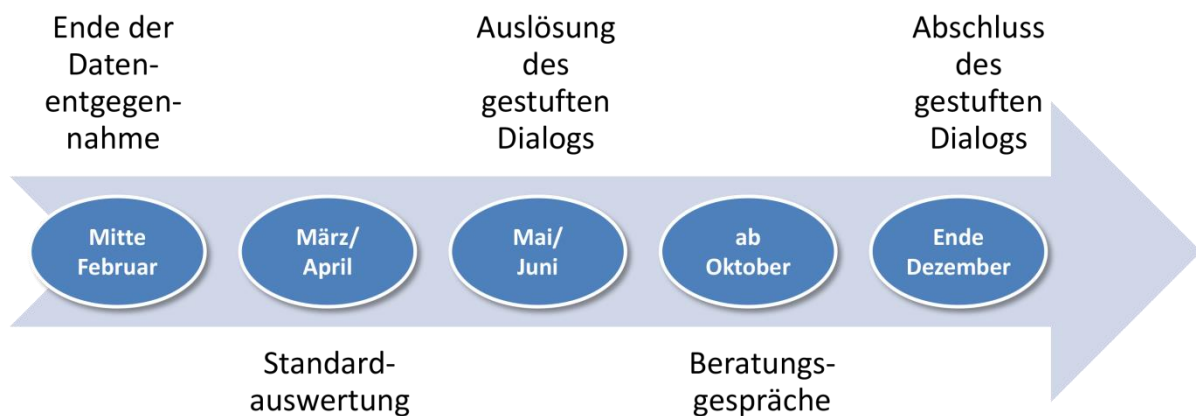 Ende der
Daten-
entgegen-
nahme
Auslösung
des
gestuften
Dialogs
Abschluss
des
gestuften
Dialogs
Mitte
Februar
März/
April
Mai/
Juni
ab
Oktober
Ende
Dezember
Standard-
auswertung
Beratungs-
gespräche